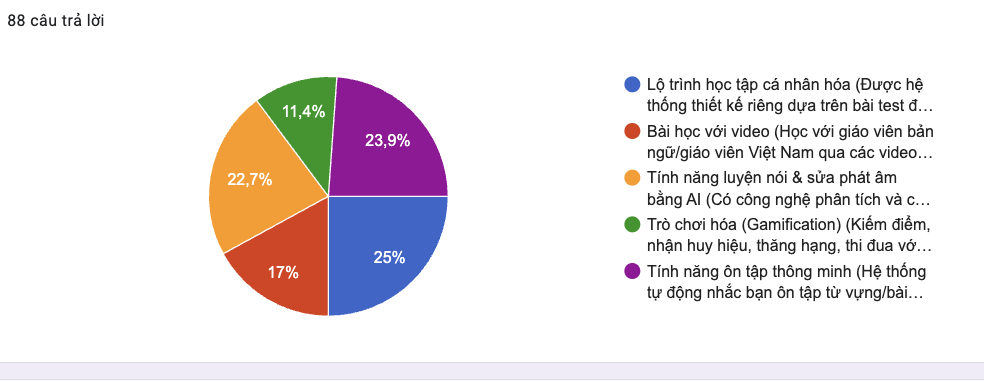 88 câu trả lời
11,4%
23,9%
22,7%
17%
25%
Lộ trình học tập cá nhân hóa (Được hệ
thống thiết kế riêng dựa trên bài test đ…
Bài học với video (Học với giáo viên bản
ngữ/giáo viên Việt Nam qua các video…
Tính năng luyện nói & sửa phát âm
bằng AI (Có công nghệ phân tích và c…
Trò chơi hóa (Gamification) (Kiếm điểm,
nhận huy hiệu, thăng hạng, thi đua vớ…
Tính năng ôn tập thông minh (Hệ thống
tự động nhắc bạn ôn tập từ vựng/bài…